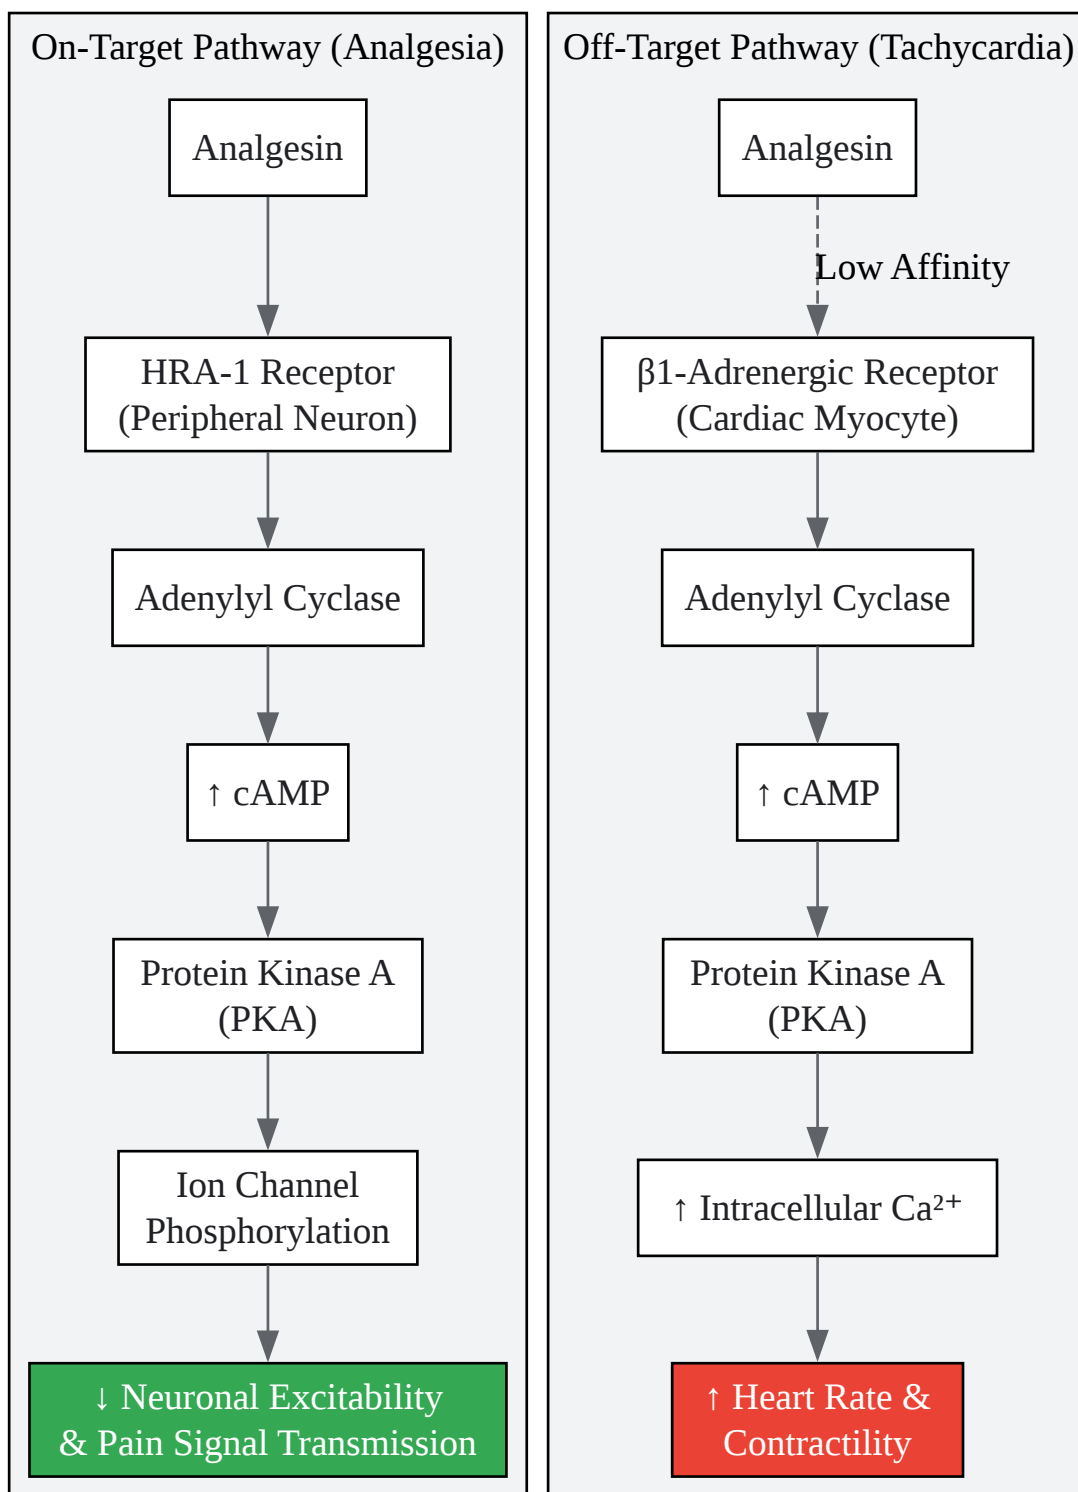 On-Target Pathway (Analgesia)
Analgesin
HRA-1 Receptor
(Peripheral Neuron)
Adenylyl Cyclase
↑ cAMP
Protein Kinase A
(PKA)
Ion Channel
Phosphorylation
↓ Neuronal Excitability
& Pain Signal Transmission
Off-Target Pathway (Tachycardia)
Analgesin
Low Affinity
β1-Adrenergic Receptor
(Cardiac Myocyte)
Adenylyl Cyclase
↑ cAMP
Protein Kinase A
(PKA)
↑ Intracellular Ca²⁺
↑ Heart Rate &
Contractility